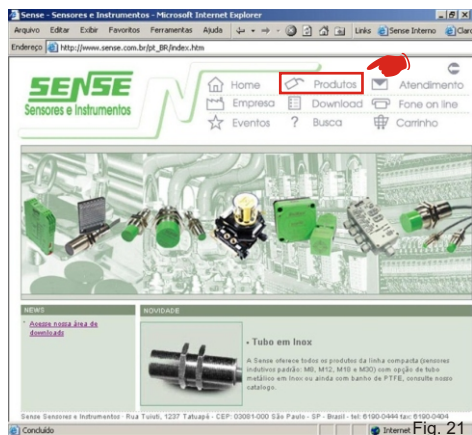 Sense - Sensores e Instrumentos - Microsoft Internet Explorer
Arquivo Editar Exibir Favoritos Ferramentas Ajuda Links Sense Interno Claro
Endereço http://www.sense.com.br/pt_BR/index.htm
SENSE
Sensores e Instrumentos
Home Produtos Atendimento
Empresa Download Fone on line
Eventos ? Busca Carrinho
NEWS NOVIDADE
Acesse nossa área de
downloads
• Tubo em Inox
A Sense oferece todos os produtos da linha compacta (sensores
indutivos padrão: M8, M12, M18 e M30) com opção de tubo
metálico em Inox ou ainda com banho de PTFE, consulte nosso
catalogo.
Sense Sensores e Instrumentos - Rua Tuiuti, 1237 Tatuapé - CEP: 03081-000 São Paulo - SP - Brasil - tel: 6190-0444 fax: 6190-0404
Concluído Internet Fig. 21